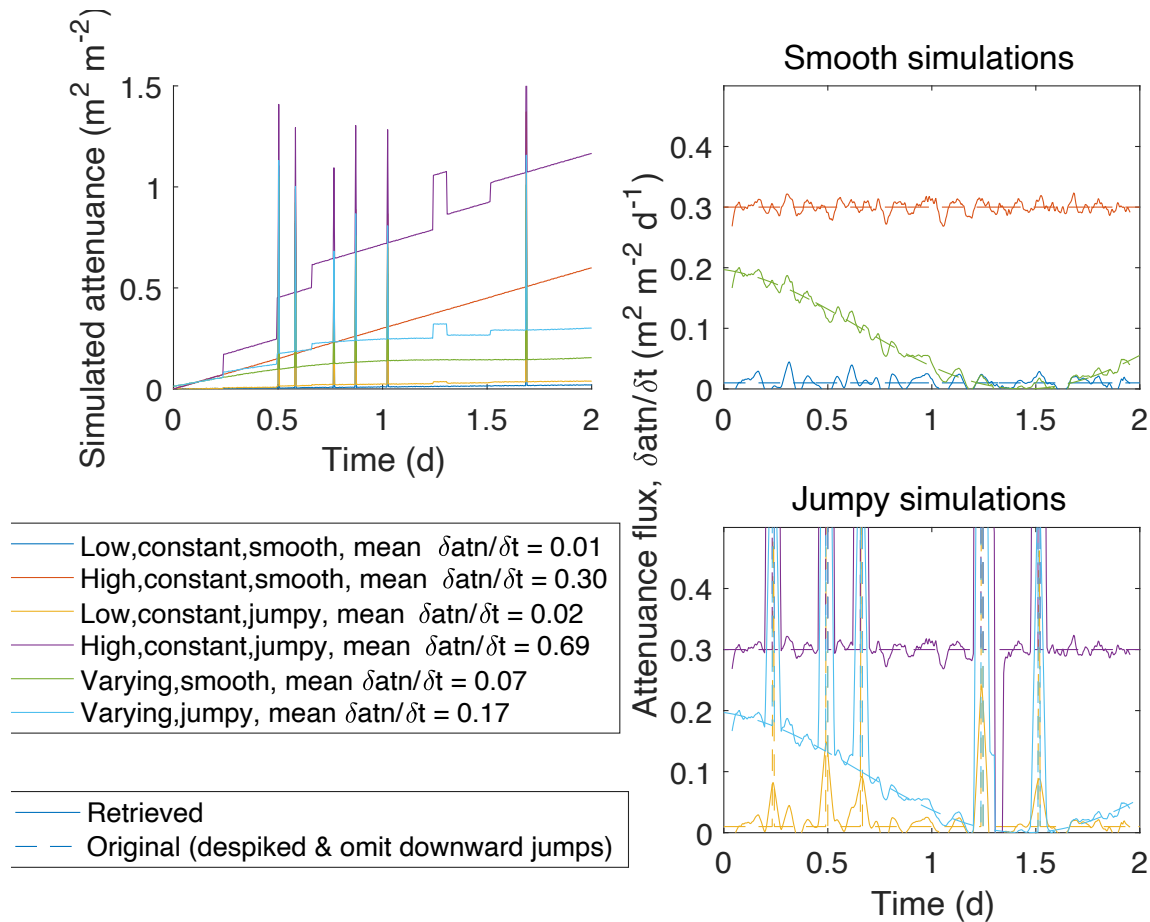 Simulated attenuance (m² m⁻²)
1.5
1
0.5
0
0 0.5 1 1.5 2
Time (d)
Smooth simulations
0.4
0.3
0.2
0.1
0
0 0.5 1 1.5 2
Attenuance flux, δatn/δt (m² m⁻² d⁻¹)
Jumpy simulations
0.4
0.3
0.2
0.1
0
0 0.5 1 1.5 2
Time (d)
Low,constant,smooth, mean δatn/δt = 0.01
High,constant,smooth, mean δatn/δt = 0.30
Low,constant,jumpy, mean δatn/δt = 0.02
High,constant,jumpy, mean δatn/δt = 0.69
Varying,smooth, mean δatn/δt = 0.07
Varying,jumpy, mean δatn/δt = 0.17
Retrieved
Original (despiked & omit downward jumps)